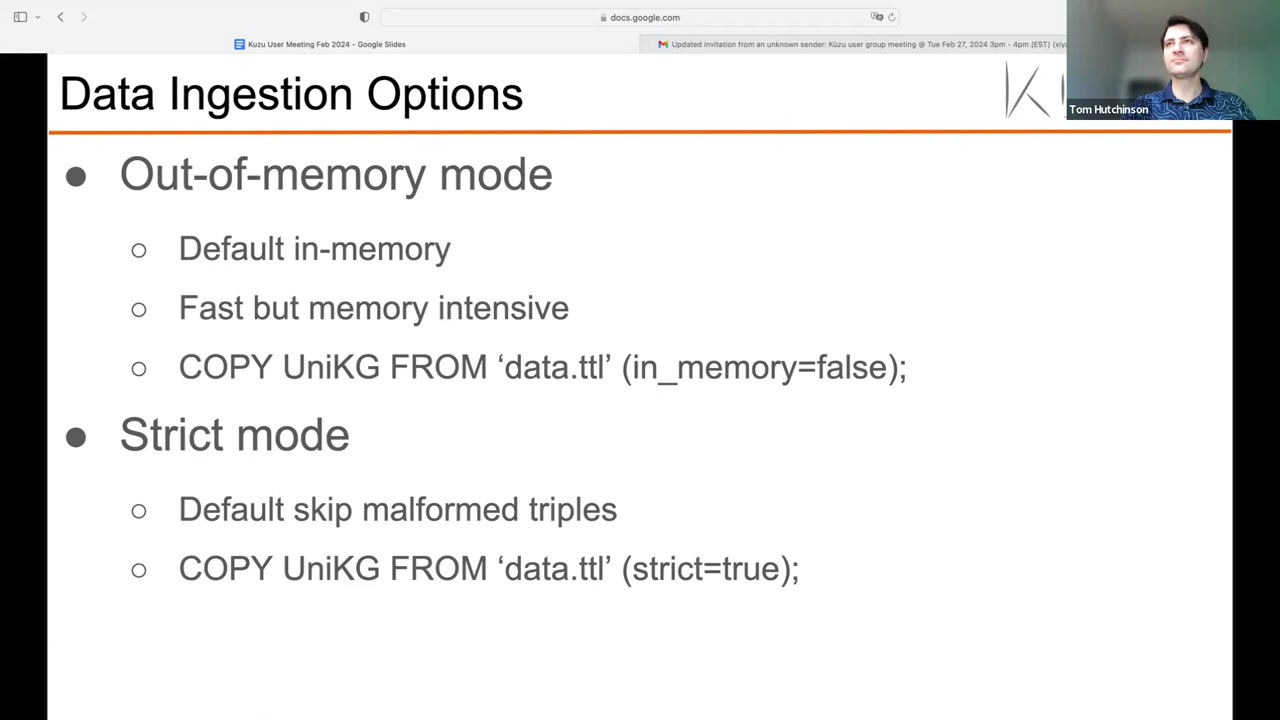 docs.google.com
Kuzu User Meeting Feb 2024 - Google Slides
Updated invitation from an unknown sender: Kùzu user group meeting @ Tue Feb 27, 2024 3pm - 4pm (EST) (xiy
Data Ingestion Options
K
Tom Hutchinson
● Out-of-memory mode
○ Default in-memory
○ Fast but memory intensive
○ COPY UniKG FROM ‘data.ttl’ (in_memory=false);
● Strict mode
○ Default skip malformed triples
○ COPY UniKG FROM ‘data.ttl’ (strict=true);